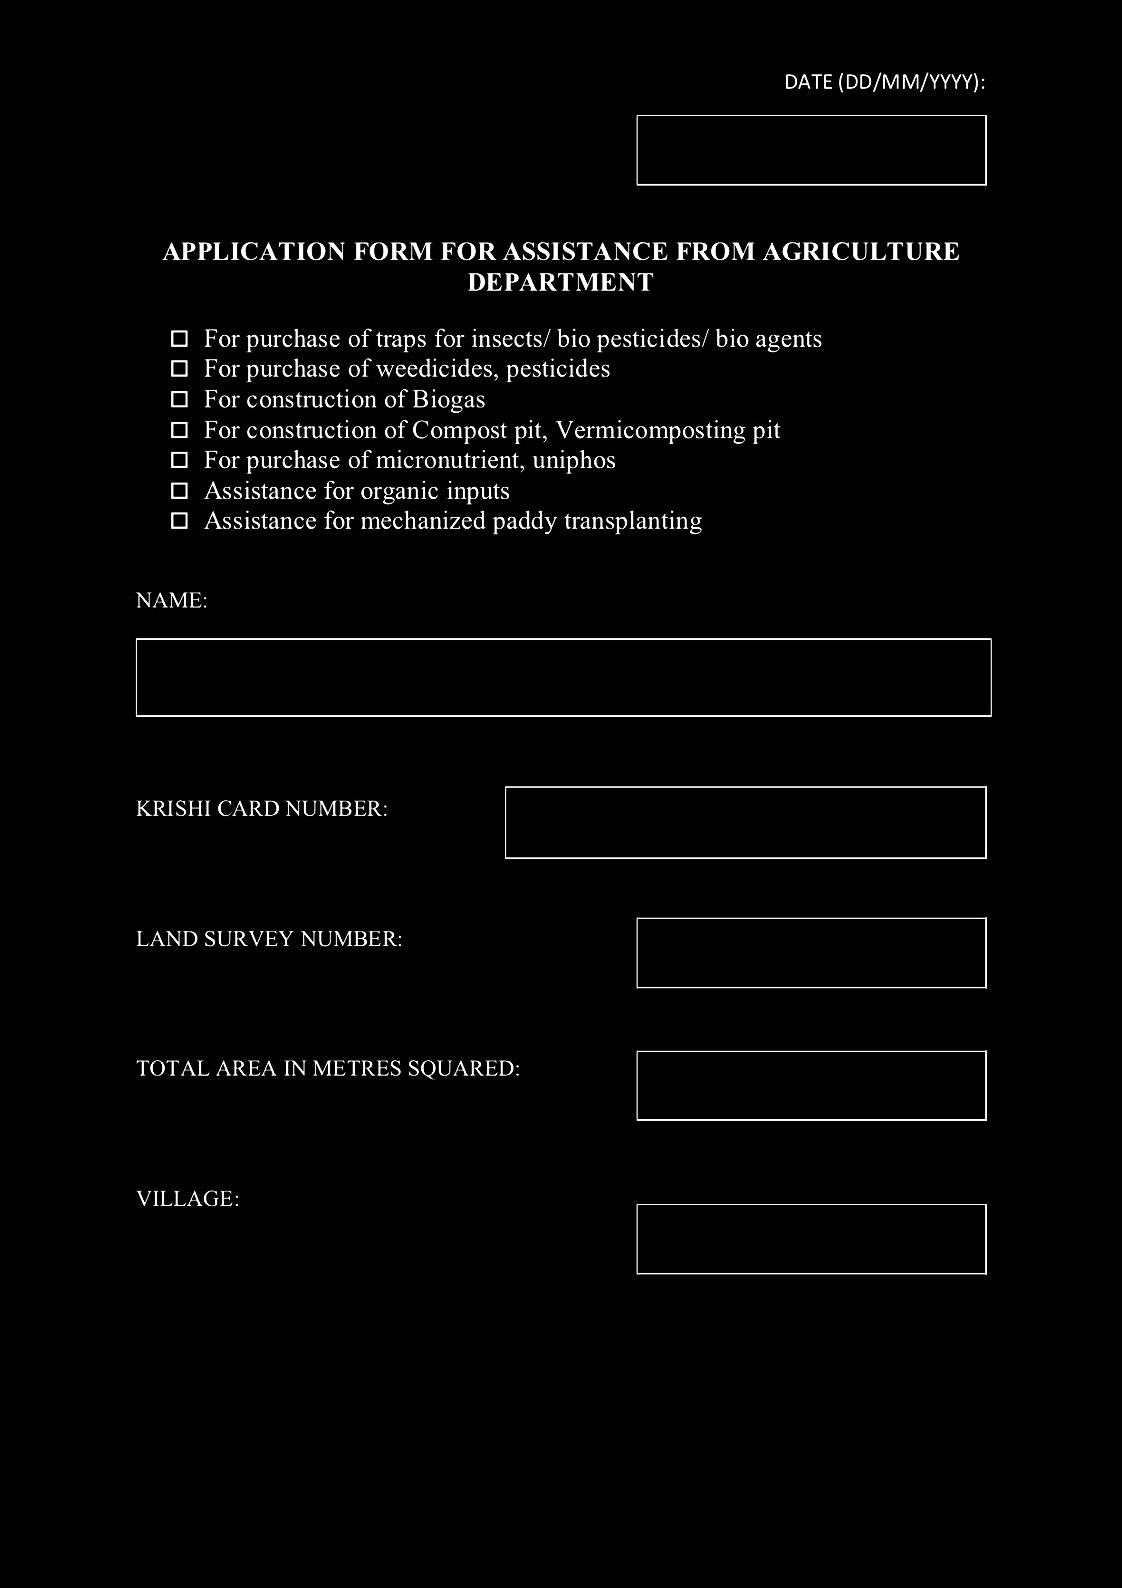 DATE (DD/MM/YYYY):
APPLICATION FORM FOR ASSISTANCE FROM AGRICULTURE
DEPARTMENT
☐ For purchase of traps for insects/ bio pesticides/ bio agents
☐ For purchase of weedicides, pesticides
☐ For construction of Biogas
☐ For construction of Compost pit, Vermicomposting pit
☐ For purchase of micronutrient, uniphos
☐ Assistance for organic inputs
☐ Assistance for mechanized paddy transplanting
NAME:
KRISHI CARD NUMBER:
LAND SURVEY NUMBER:
TOTAL AREA IN METRES SQUARED:
VILLAGE: